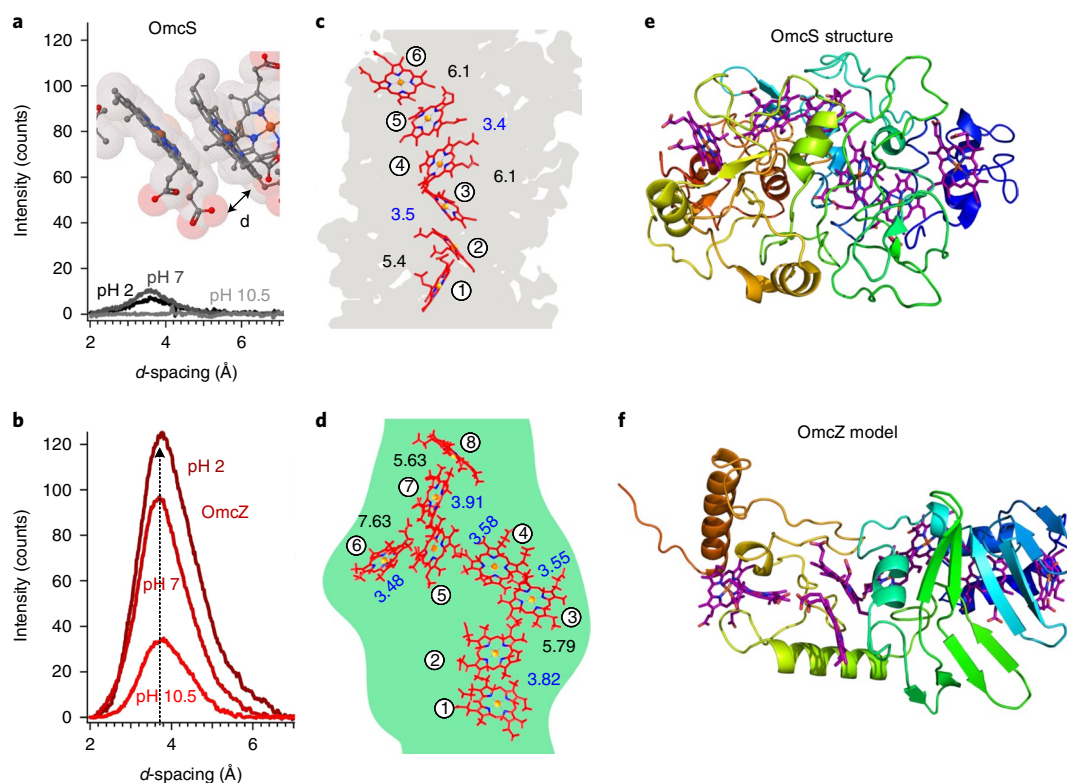 a
OmcS
120
100
80
60
40
20
0
Intensity (counts)
d
pH 2
pH 7
pH 10.5
2
4
6
d-spacing (Å)
b
120
100
80
60
40
20
0
Intensity (counts)
pH 2
OmcZ
pH 7
pH 10.5
2
4
6
d-spacing (Å)
c
6
6.1
5
3.4
4
6.1
3
3.5
2
5.4
1
d
8
5.63
7
3.91
7.63
3.58
4
6
3.55
3.48
5
3
5.79
2
3.82
1
e
OmcS structure
f
OmcZ model